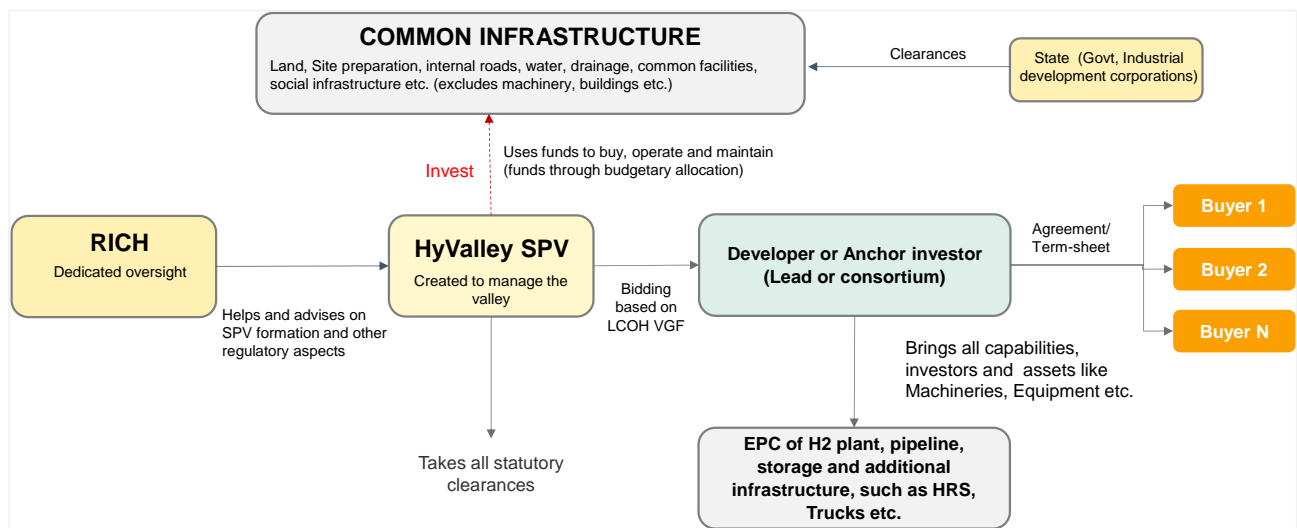 COMMON INFRASTRUCTURE
Land, Site preparation, internal roads, water, drainage, common facilities,
social infrastructure etc. (excludes machinery, buildings etc.)
Clearances
State (Govt, Industrial
development corporations)
Invest
Uses funds to buy, operate and maintain
(funds through budgetary allocation)
RICH
Dedicated oversight
Helps and advises on
SPV formation and other
regulatory aspects
HyValley SPV
Created to manage the
valley
Bidding
based on
LCOH VGF
Developer or Anchor investor
(Lead or consortium)
Agreement/
Term-sheet
Buyer 1
Buyer 2
Buyer N
Takes all statutory
clearances
Brings all capabilities,
investors and assets like
Machineries, Equipment etc.
EPC of H2 plant, pipeline,
storage and additional
infrastructure, such as HRS,
Trucks etc.